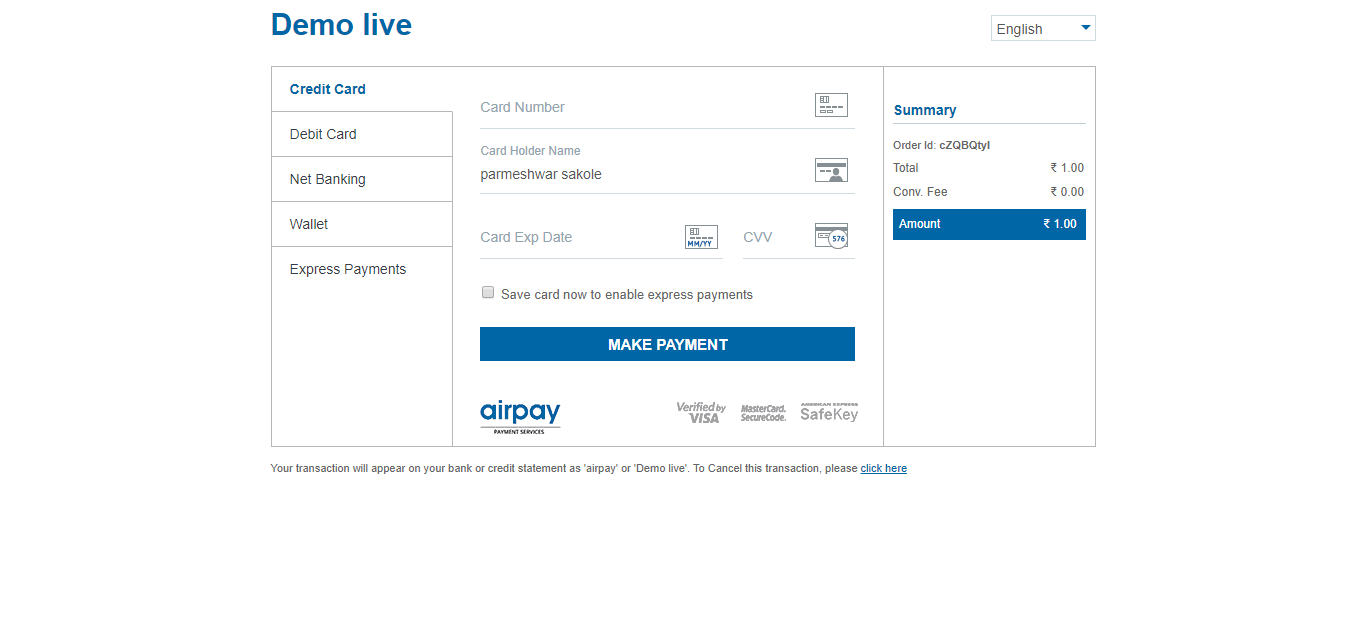 Demo live
English
Credit Card
Debit Card
Net Banking
Wallet
Express Payments
Card Number
Card Holder Name
parmeshwar sakole
Card Exp Date
MM/YY
CVV
576
Save card now to enable express payments
MAKE PAYMENT
airpay
PAYMENT SERVICES
Verified by
VISA
MasterCard.
SecureCode.
AMERICAN EXPRESS
SafeKey
Summary
Order Id: cZQBQtyI
Total ₹ 1.00
Conv. Fee ₹ 0.00
Amount ₹ 1.00
Your transaction will appear on your bank or credit statement as 'airpay' or 'Demo live'. To Cancel this transaction, please click here